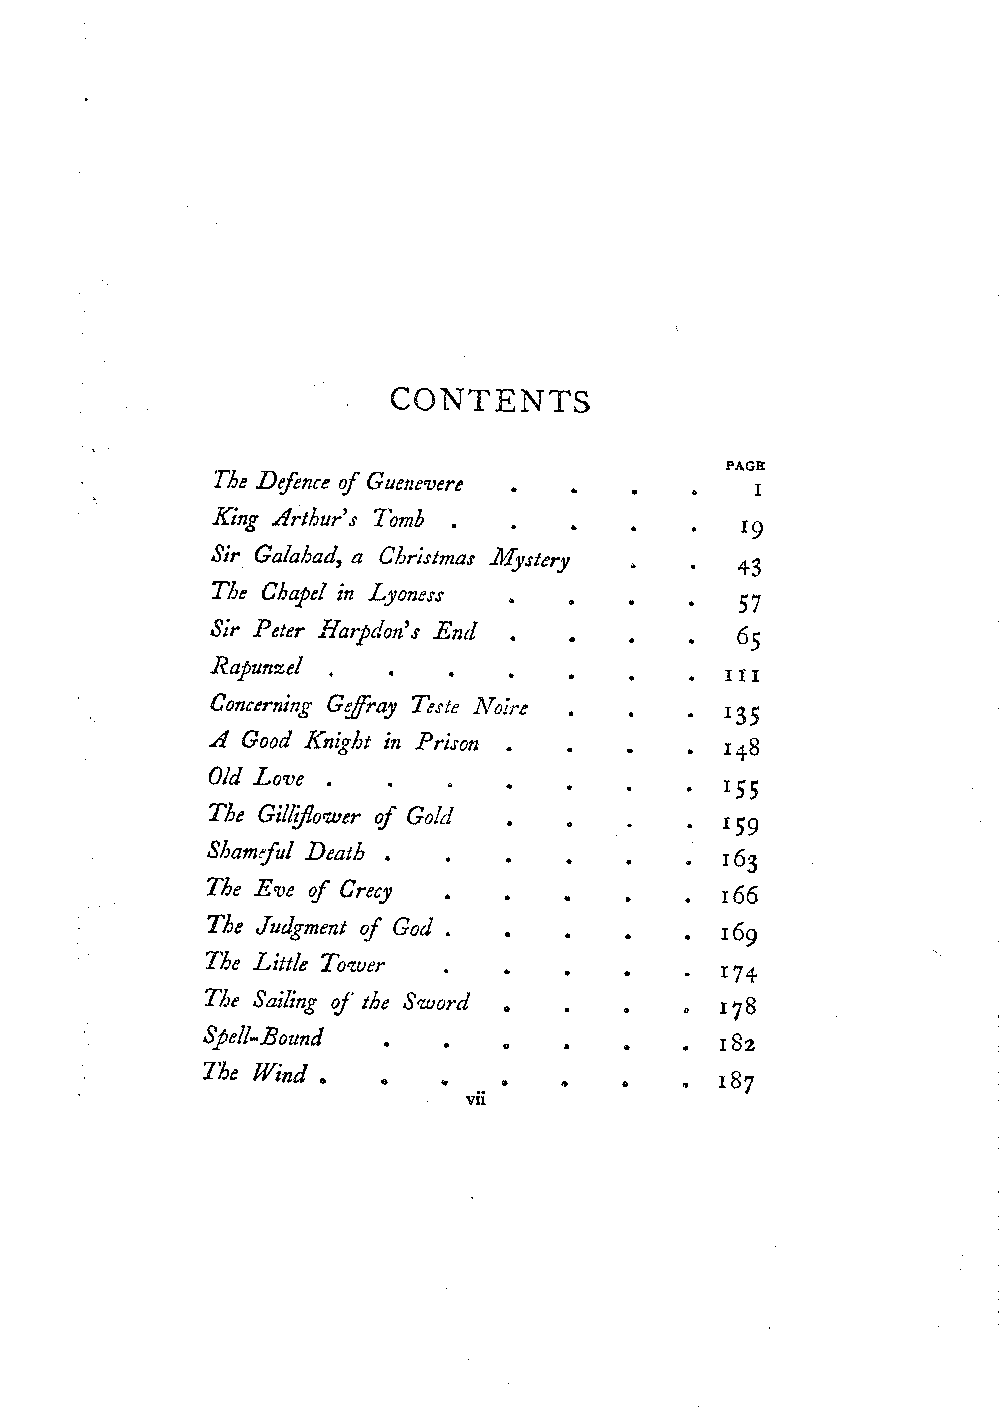 CONTENTS
PAGE
The Defence of Guenevere . . . . 1
King Arthur's Tomb . . . . . 19
Sir Galahad, a Christmas Mystery . . 43
The Chapel in Lyoness . . . . 57
Sir Peter Harpdon's End . . . . 65
Rapunzel . . . . . . . 111
Concerning Geffray Teste Noire . . . 135
A Good Knight in Prison . . . . 148
Old Love . . . . . . . 155
The Gilliflower of Gold . . . . 159
Shameful Death . . . . . . 163
The Eve of Crecy . . . . . 166
The Judgment of God . . . . . 169
The Little Tower . . . . . 174
The Sailing of the Sword . . . . 178
Spell-Bound . . . . . . 182
The Wind . . . . . . . 187
vii